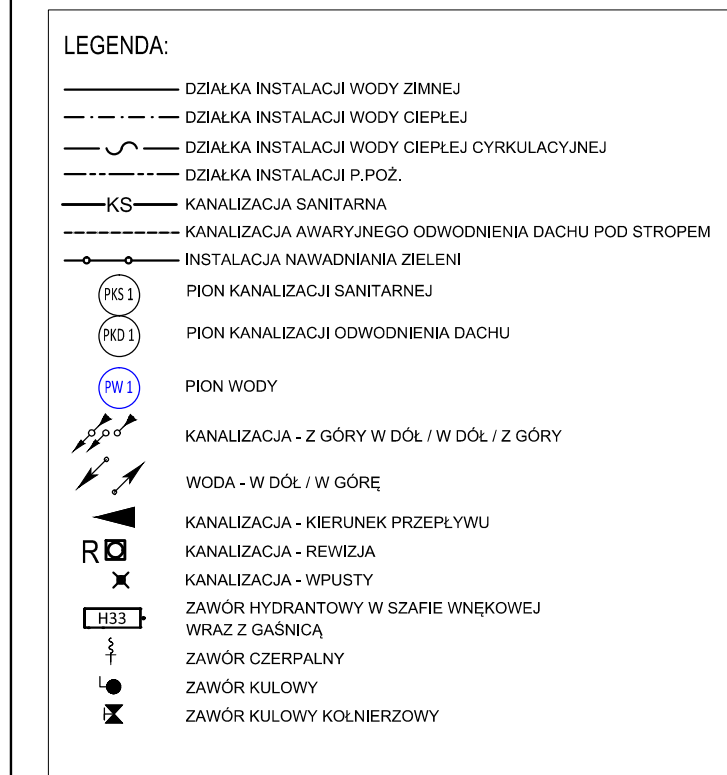 LEGENDA:
DZIAŁKA INSTALACJI WODY ZIMNEJ
DZIAŁKA INSTALACJI WODY CIEPŁEJ
DZIAŁKA INSTALACJI WODY CIEPŁEJ CYRKULACYJNEJ
DZIAŁKA INSTALACJI P.POŻ.
KS KANALIZACJA SANITARNA
KANALIZACJA AWARYJNEGO ODWODNIENIA DACHU POD STROPEM
INSTALACJA NAWADNIANIA ZIELENI
PKS 1 PION KANALIZACJI SANITARNEJ
PKD 1 PION KANALIZACJI ODWODNIENIA DACHU
PW 1 PION WODY
KANALIZACJA - Z GÓRY W DÓŁ / W DÓŁ / Z GÓRY
WODA - W DÓŁ / W GÓRĘ
KANALIZACJA - KIERUNEK PRZEPŁYWU
R KANALIZACJA - REWIZJA
KANALIZACJA - WPUSTY
H33 ZAWÓR HYDRANTOWY W SZAFIE WNĘKOWEJ
WRAZ Z GAŚNICĄ
ZAWÓR CZERPALNY
ZAWÓR KULOWY
ZAWÓR KULOWY KOŁNIERZOWY